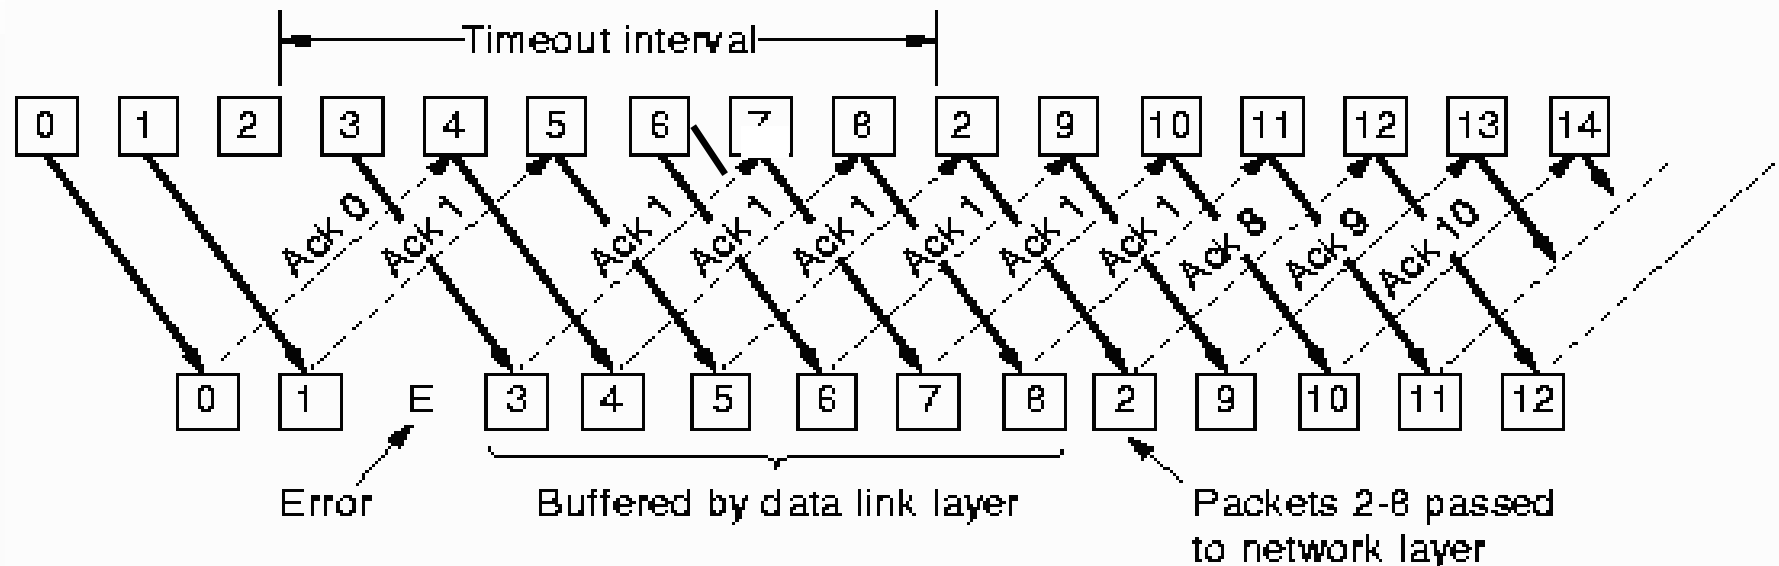 Timeout interval
0 1 2 3 4 5 6 7 8 2 9 10 11 12 13 14
Ack 0 Ack 1 Ack 1 Ack 1 Ack 1 Ack 1 Ack 1 Ack 8 Ack 9 Ack 10
0 1 E 3 4 5 6 7 8 2 9 10 11 12
Error
Buffered by data link layer
Packets 2-8 passed
to network layer